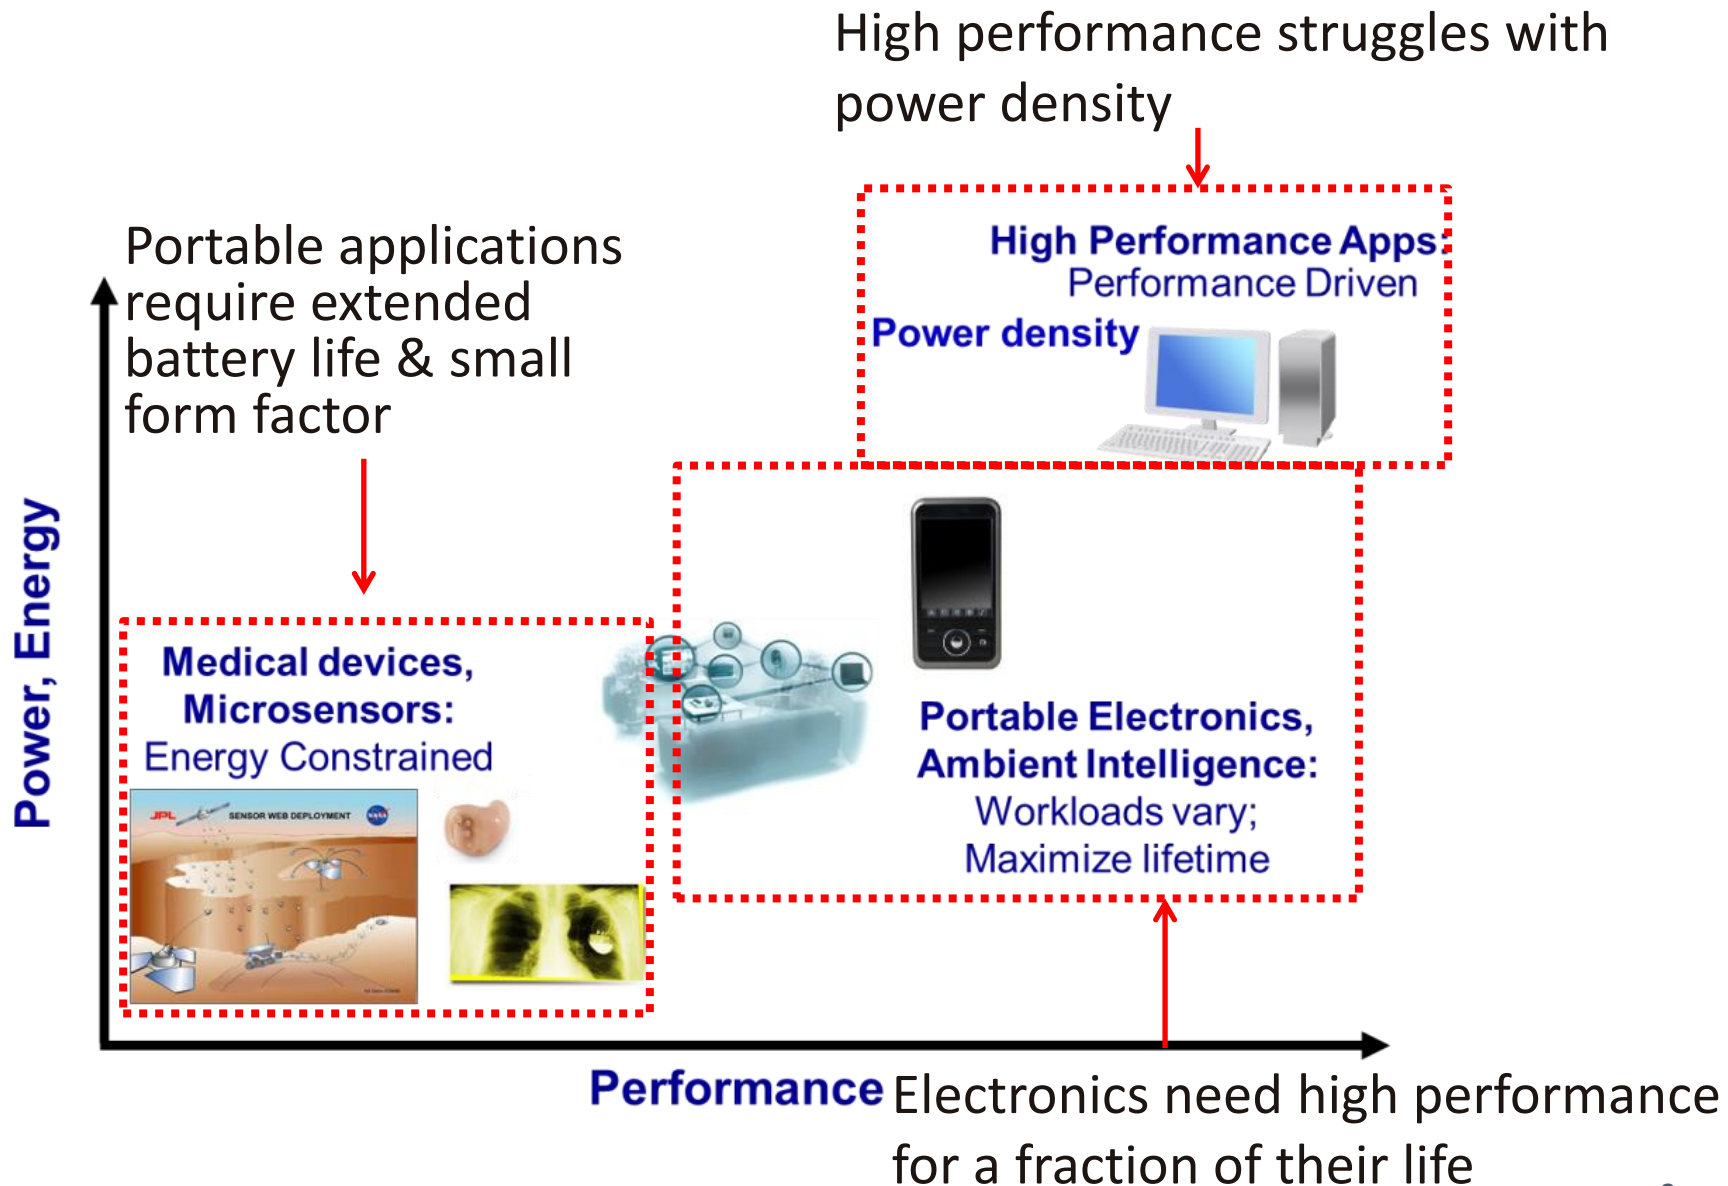 High performance struggles with
power density
Portable applications
require extended
battery life & small
form factor
High Performance Apps:
Performance Driven
Power density
Power, Energy
Medical devices,
Microsensors:
Energy Constrained
JPL
SENSOR WEB DEPLOYMENT
NASA
Portable Electronics,
Ambient Intelligence:
Workloads vary;
Maximize lifetime
Performance
Electronics need high performance
for a fraction of their life